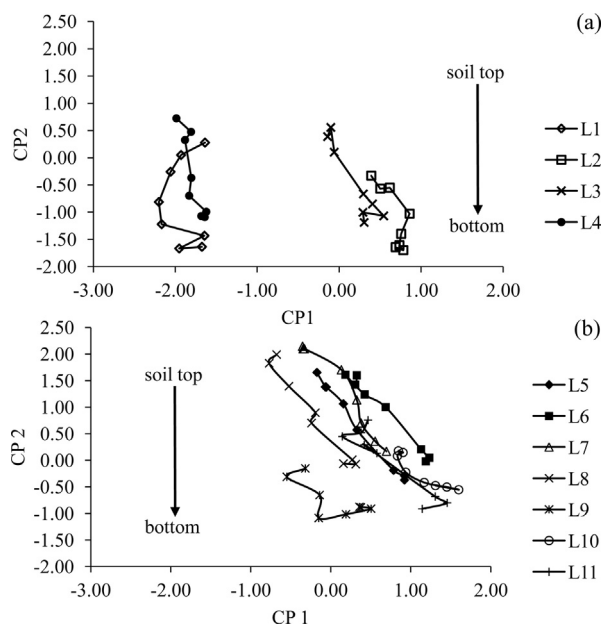 (a)
2.50
2.00
1.50
1.00
0.50
0.00
-0.50
-1.00
-1.50
-2.00
CP2
soil top
bottom
L1
L2
L3
L4
-3.00 -2.00 -1.00 0.00 1.00 2.00
CP1
(b)
2.50
2.00
1.50
1.00
0.50
0.00
-0.50
-1.00
-1.50
-2.00
CP 2
soil top
bottom
L5
L6
L7
L8
L9
L10
L11
-3.00 -2.00 -1.00 0.00 1.00 2.00
CP 1